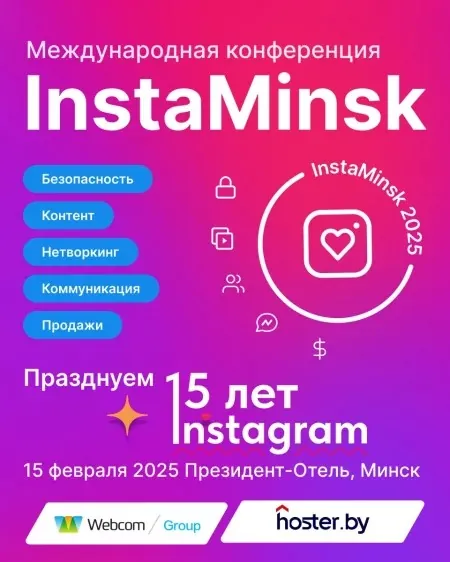 Международная конференция
InstaMinsk
Безопасность
Контент
Нетворкинг
Коммуникация
Продажи
InstaMinsk 2025
$
Празднуем 15 лет
Instagram
15 февраля 2025 Президент-Отель, Минск
Webcom / Group
hoster.by